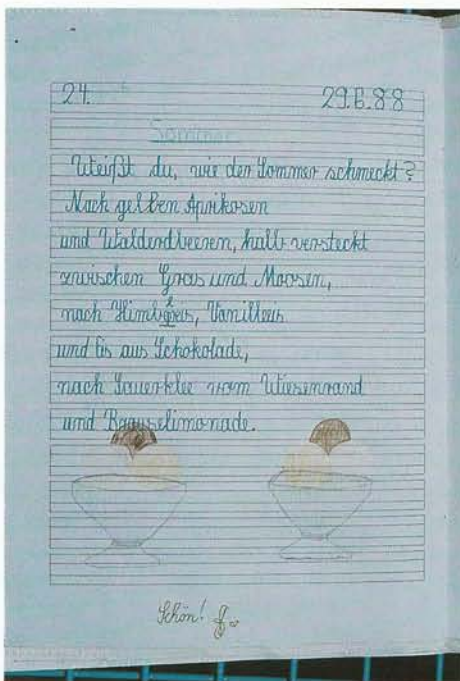 24. 29.6.88
Sommer
Weißt du, wie der Sommer schmeckt?
Nach gelben Aprikosen
und Walderdbeeren, halb versteckt
zwischen Gras und Moosen,
nach Himbeereis, Vanilleeis
und Eis aus Schokolade,
nach Sauerklee vom Wiesenrand
und Brauselimonade.
Schön!